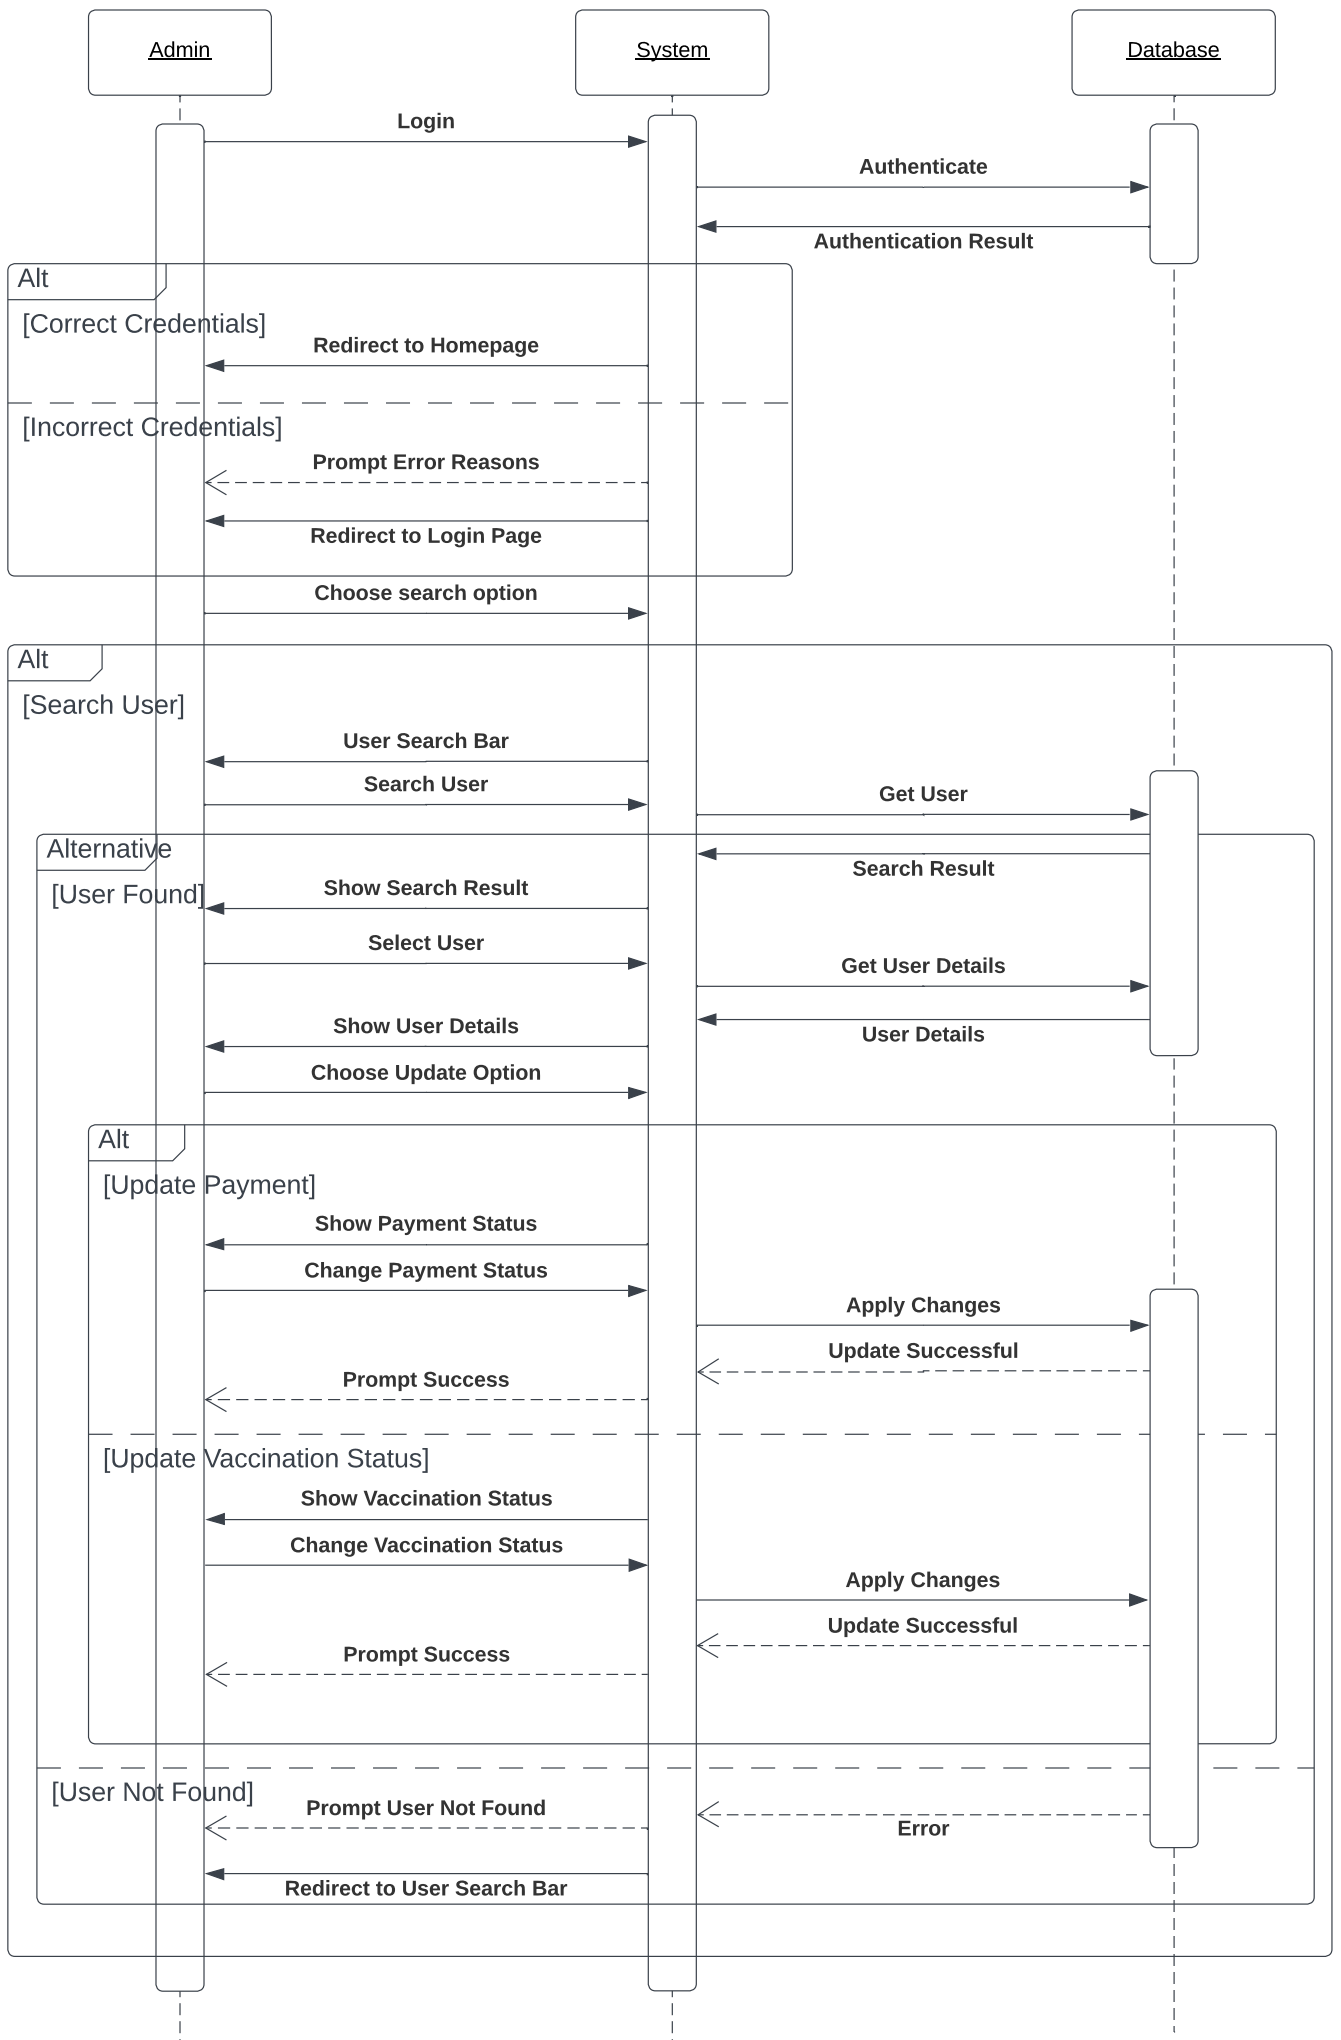 Admin
System
Database
Login
Authenticate
Authentication Result
Alt
[Correct Credentials]
Redirect to Homepage
[Incorrect Credentials]
Prompt Error Reasons
Redirect to Login Page
Choose search option
Alt
[Search User]
User Search Bar
Search User
Get User
Alternative
Search Result
[User Found]
Show Search Result
Select User
Get User Details
Show User Details
User Details
Choose Update Option
Alt
[Update Payment]
Show Payment Status
Change Payment Status
Apply Changes
Update Successful
Prompt Success
[Update Vaccination Status]
Show Vaccination Status
Change Vaccination Status
Apply Changes
Update Successful
Prompt Success
[User Not Found]
Prompt User Not Found
Error
Redirect to User Search Bar